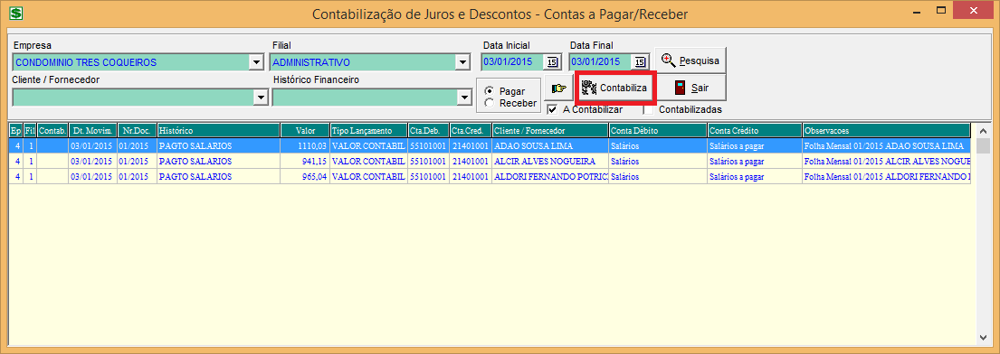 Contabilização de Juros e Descontos - Contas a Pagar/Receber
Empresa Filial Data Inicial Data Final
CONDOMINIO TRES COQUEIROS ADMINISTRATIVO 03/01/2015 15 03/01/2015 15 Pesquisa
Cliente / Fornecedor Histórico Financeiro Pagar Contabiliza Sair
Receber A Contabilizar Contabilizadas
Ep Fil Contab. Dt. Movim. Nr.Doc. Histórico Valor Tipo Lançamento Cta.Deb. Cta.Cred. Cliente / Fornecedor Conta Débito Conta Crédito Observacoes
4 1 03/01/2015 01/2015 PAGTO SALARIOS 1110,03 VALOR CONTABIL 55101001 21401001 ADAO SOUSA LIMA Salários Salários a pagar Folha Mensal 01/2015 ADAO SOUSA LIMA
4 1 03/01/2015 01/2015 PAGTO SALARIOS 941,15 VALOR CONTABIL 55101001 21401001 ALCIR ALVES NOGUEIRA Salários Salários a pagar Folha Mensal 01/2015 ALCIR ALVES NOGUE
4 1 03/01/2015 01/2015 PAGTO SALARIOS 965,04 VALOR CONTABIL 55101001 21401001 ALDORI FERNANDO POTRIC Salários Salários a pagar Folha Mensal 01/2015 ALDORI FERNANDO